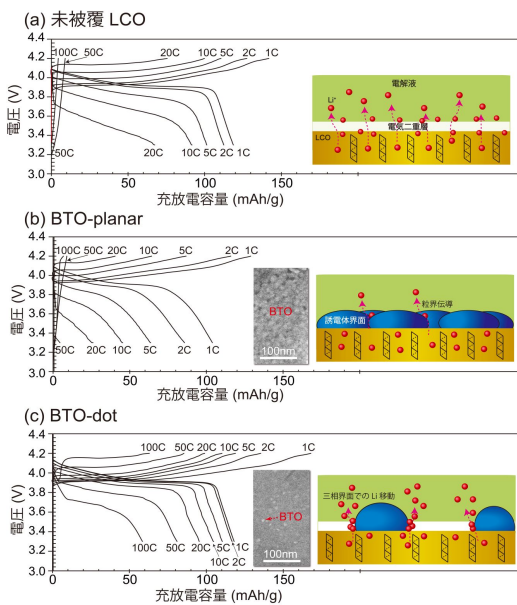 (a) 未被覆 LCO
4.4
4.2
4.0
3.8
3.6
3.4
3.2
3.0
電圧 (V)
100C 50C 20C 10C 5C 2C 1C
50C 20C 10C 5C 2C 1C
0 50 100 150
充放電容量 (mAh/g)
電解液
Li⁺
電気二重層
LCO
(b) BTO-planar
4.4
4.2
4.0
3.8
3.6
3.4
3.2
3.0
電圧 (V)
100C 50C 20C 10C 5C 2C 1C
50C 20C 10C 5C 2C 1C
0 50 100 150
充放電容量 (mAh/g)
BTO
100nm
粒界伝導
誘電体界面
(c) BTO-dot
4.4
4.2
4.0
3.8
3.6
3.4
3.2
3.0
電圧 (V)
100C 50C 20C 10C 5C 2C 1C
100C 50C 20C 5C 1C
10C 2C
0 50 100 150
充放電容量 (mAh/g)
BTO
100nm
三相界面での Li 移動